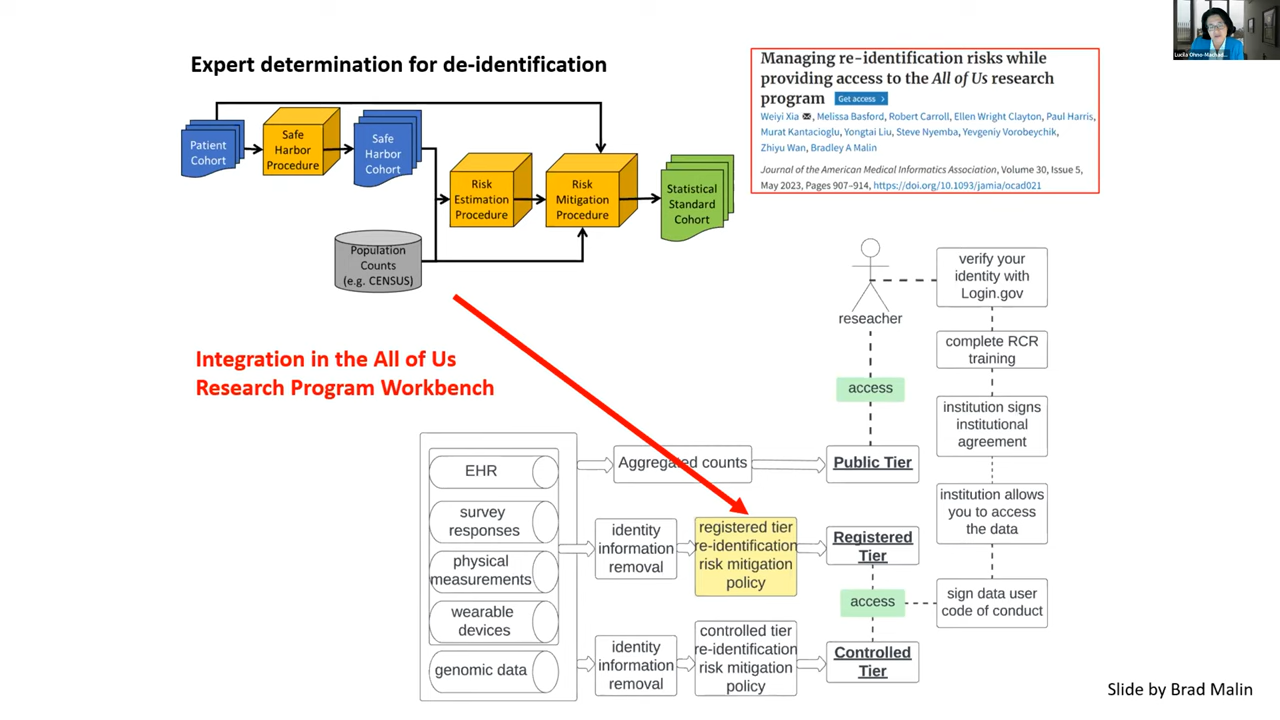 Expert determination for de-identification
Patient
Cohort
Safe
Harbor
Procedure
Safe
Harbor
Cohort
Risk
Estimation
Procedure
Risk
Mitigation
Procedure
Statistical
Standard
Cohort
Population
Counts
(e.g. CENSUS)
Managing re-identification risks while
providing access to the All of Us research
program Get access >
Weiyi Xia, Melissa Basford, Robert Carroll, Ellen Wright Clayton, Paul Harris,
Murat Kantacioglu, Yongtai Liu, Steve Nyemba, Yevgeniy Vorobeychik,
Zhiyu Wan, Bradley A Malin
Journal of the American Medical Informatics Association, Volume 30, Issue 5,
May 2023, Pages 907–914, https://doi.org/10.1093/jamia/ocad021
Lucila Ohno-Machad...
Integration in the All of Us
Research Program Workbench
reseacher
verify your
identity with
Login.gov
complete RCR
training
institution signs
institutional
agreement
institution allows
you to access
the data
sign data user
code of conduct
access
EHR
survey
responses
physical
measurements
wearable
devices
genomic data
Aggregated counts
Public Tier
identity
information
removal
registered tier
re-identification
risk mitigation
policy
Registered
Tier
access
identity
information
removal
controlled tier
re-identification
risk mitigation
policy
Controlled
Tier
Slide by Brad Malin